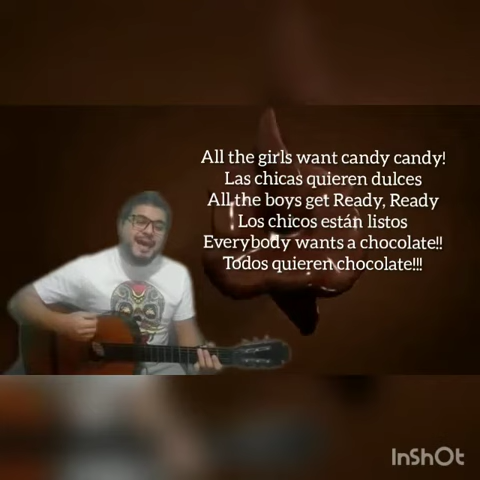 All the girls want candy candy!
Las chicas quieren dulces
All the boys get Ready, Ready
Los chicos están listos
Everybody wants a chocolate!!
Todos quieren chocolate!!!
InShOt